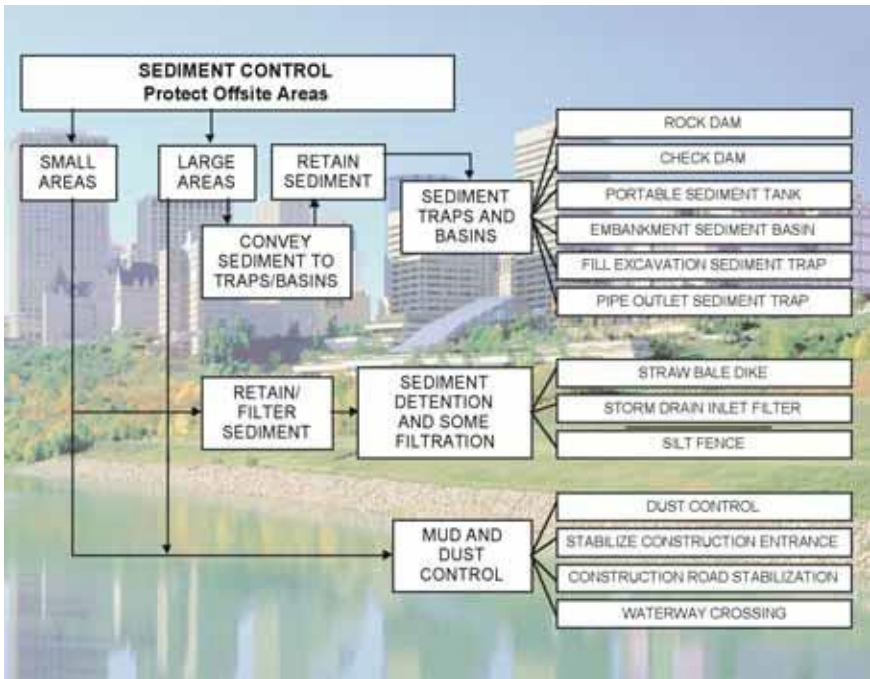 SEDIMENT CONTROL
Protect Offsite Areas
SMALL
AREAS
LARGE
AREAS
RETAIN
SEDIMENT
CONVEY
SEDIMENT TO
TRAPS/BASINS
SEDIMENT
TRAPS AND
BASINS
ROCK DAM
CHECK DAM
PORTABLE SEDIMENT TANK
EMBANKMENT SEDIMENT BASIN
FILL EXCAVATION SEDIMENT TRAP
PIPE OUTLET SEDIMENT TRAP
RETAIN/
FILTER
SEDIMENT
SEDIMENT
DETENTION
AND SOME
FILTRATION
STRAW BALE DIKE
STORM DRAIN INLET FILTER
SILT FENCE
MUD AND
DUST
CONTROL
DUST CONTROL
STABILIZE CONSTRUCTION ENTRANCE
CONSTRUCTION ROAD STABILIZATION
WATERWAY CROSSING